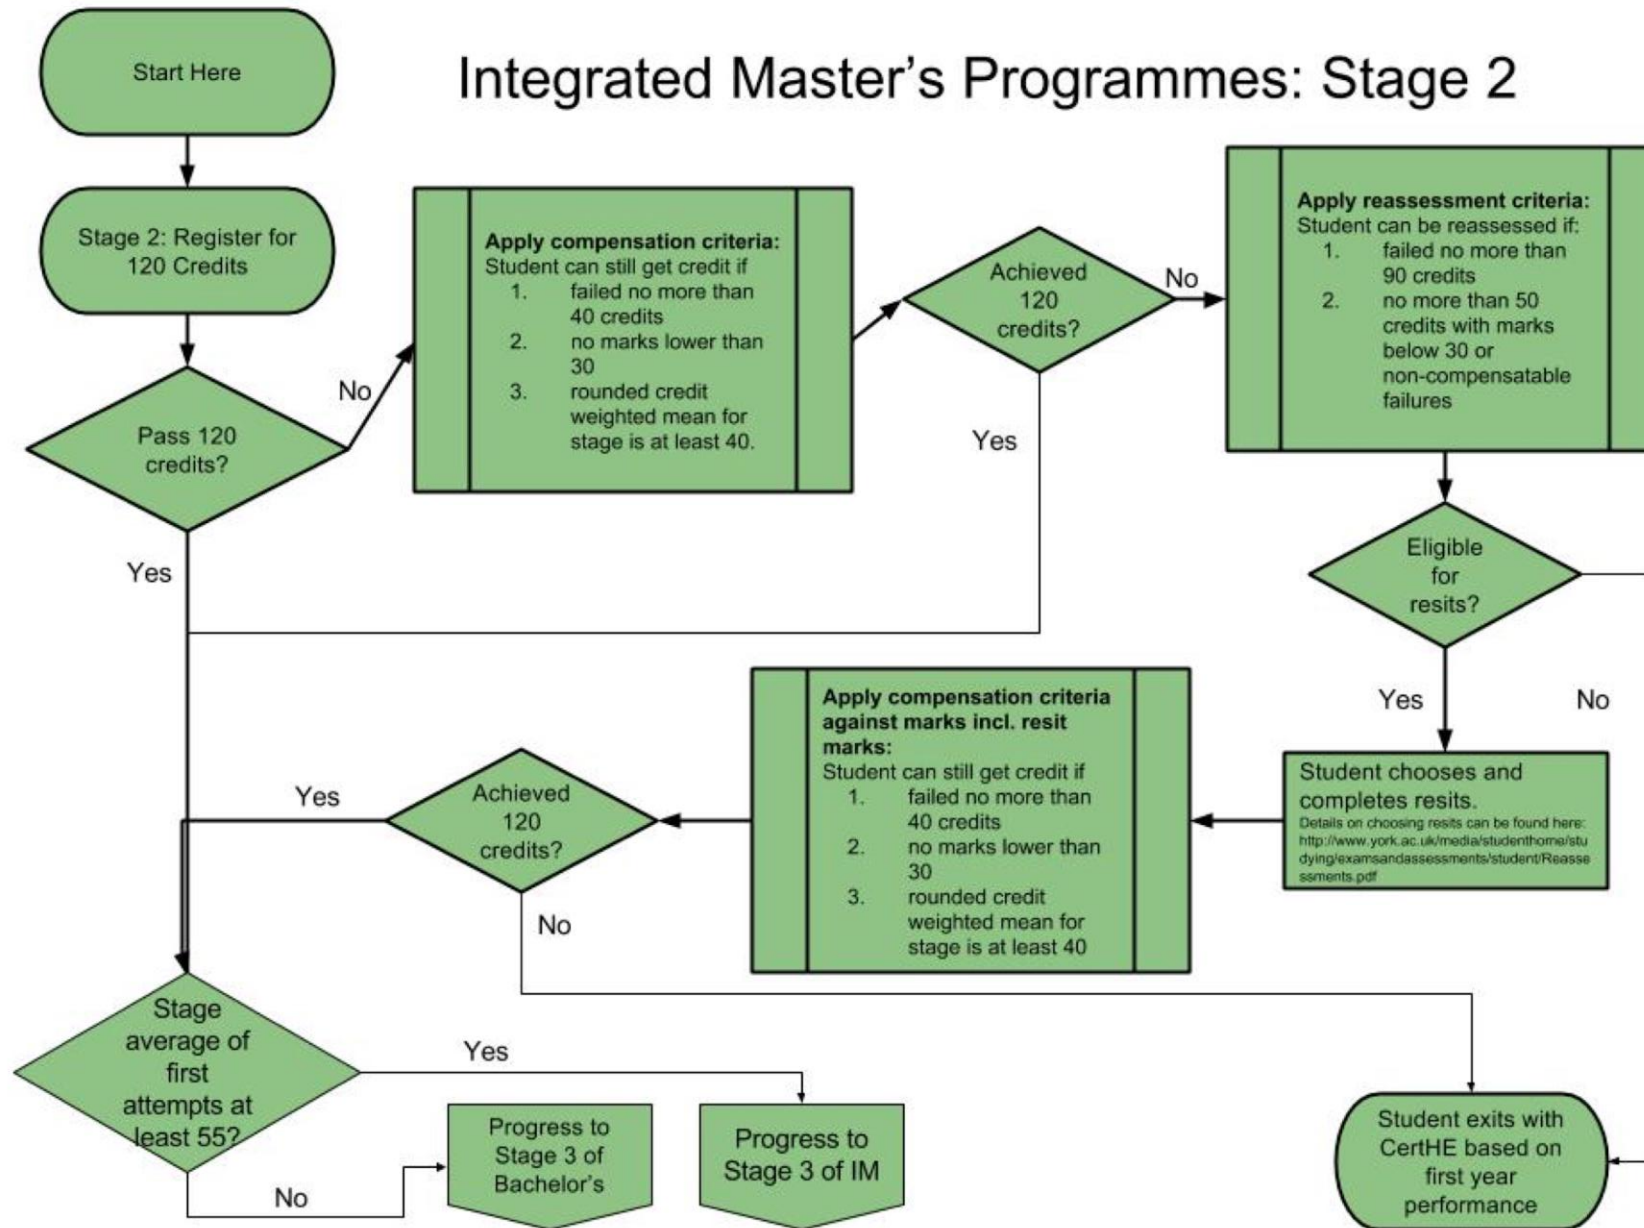 Integrated Master's Programmes: Stage 2
Start Here
Stage 2: Register for
120 Credits
Pass 120
credits?
No
Yes
Apply compensation criteria:
Student can still get credit if
1. failed no more than
40 credits
2. no marks lower than
30
3. rounded credit
weighted mean for
stage is at least 40.
Achieved
120
credits?
No
Yes
Apply reassessment criteria:
Student can be reassessed if:
1. failed no more than
90 credits
2. no more than 50
credits with marks
below 30 or
non-compensatable
failures
Eligible
for
resits?
Yes
No
Student chooses and
completes resits.
Details on choosing resits can be found here:
http://www.york.ac.uk/media/studenthome/stu
dying/examsandassessments/student/Reasse
ssments.pdf
Apply compensation criteria
against marks incl. resit
marks:
Student can still get credit if
1. failed no more than
40 credits
2. no marks lower than
30
3. rounded credit
weighted mean for
stage is at least 40
Achieved
120
credits?
Yes
No
Stage
average of
first
attempts at
least 55?
Yes
No
Progress to
Stage 3 of
Bachelor's
Progress to
Stage 3 of IM
Student exits with
CertHE based on
first year
performance